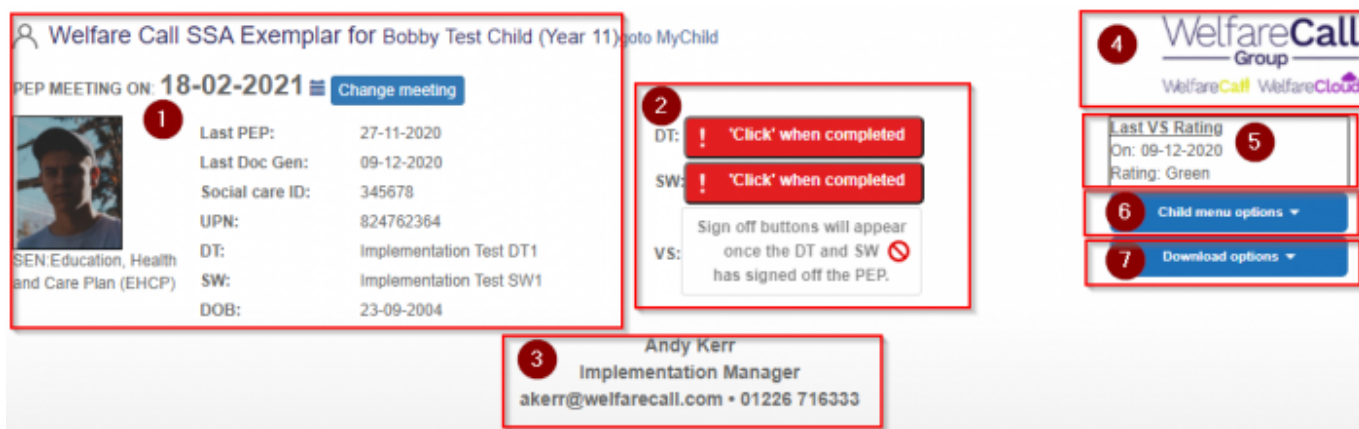 Welfare Call SSA Exemplar for Bobby Test Child (Year 11)goto MyChild
PEP MEETING ON: 18-02-2021 Change meeting
1
Last PEP: 27-11-2020
Last Doc Gen: 09-12-2020
Social care ID: 345678
UPN: 824762364
DT: Implementation Test DT1
SW: Implementation Test SW1
DOB: 23-09-2004
SEN:Education, Health
and Care Plan (EHCP)
2
DT: ! 'Click' when completed
SW: ! 'Click' when completed
VS: Sign off buttons will appear
once the DT and SW
has signed off the PEP.
3
Andy Kerr
Implementation Manager
akerr@welfarecall.com • 01226 716333
4
WelfareCall
Group
WelfareCall WelfareCloud
5
Last VS Rating
On: 09-12-2020
Rating: Green
6
Child menu options
7
Download options